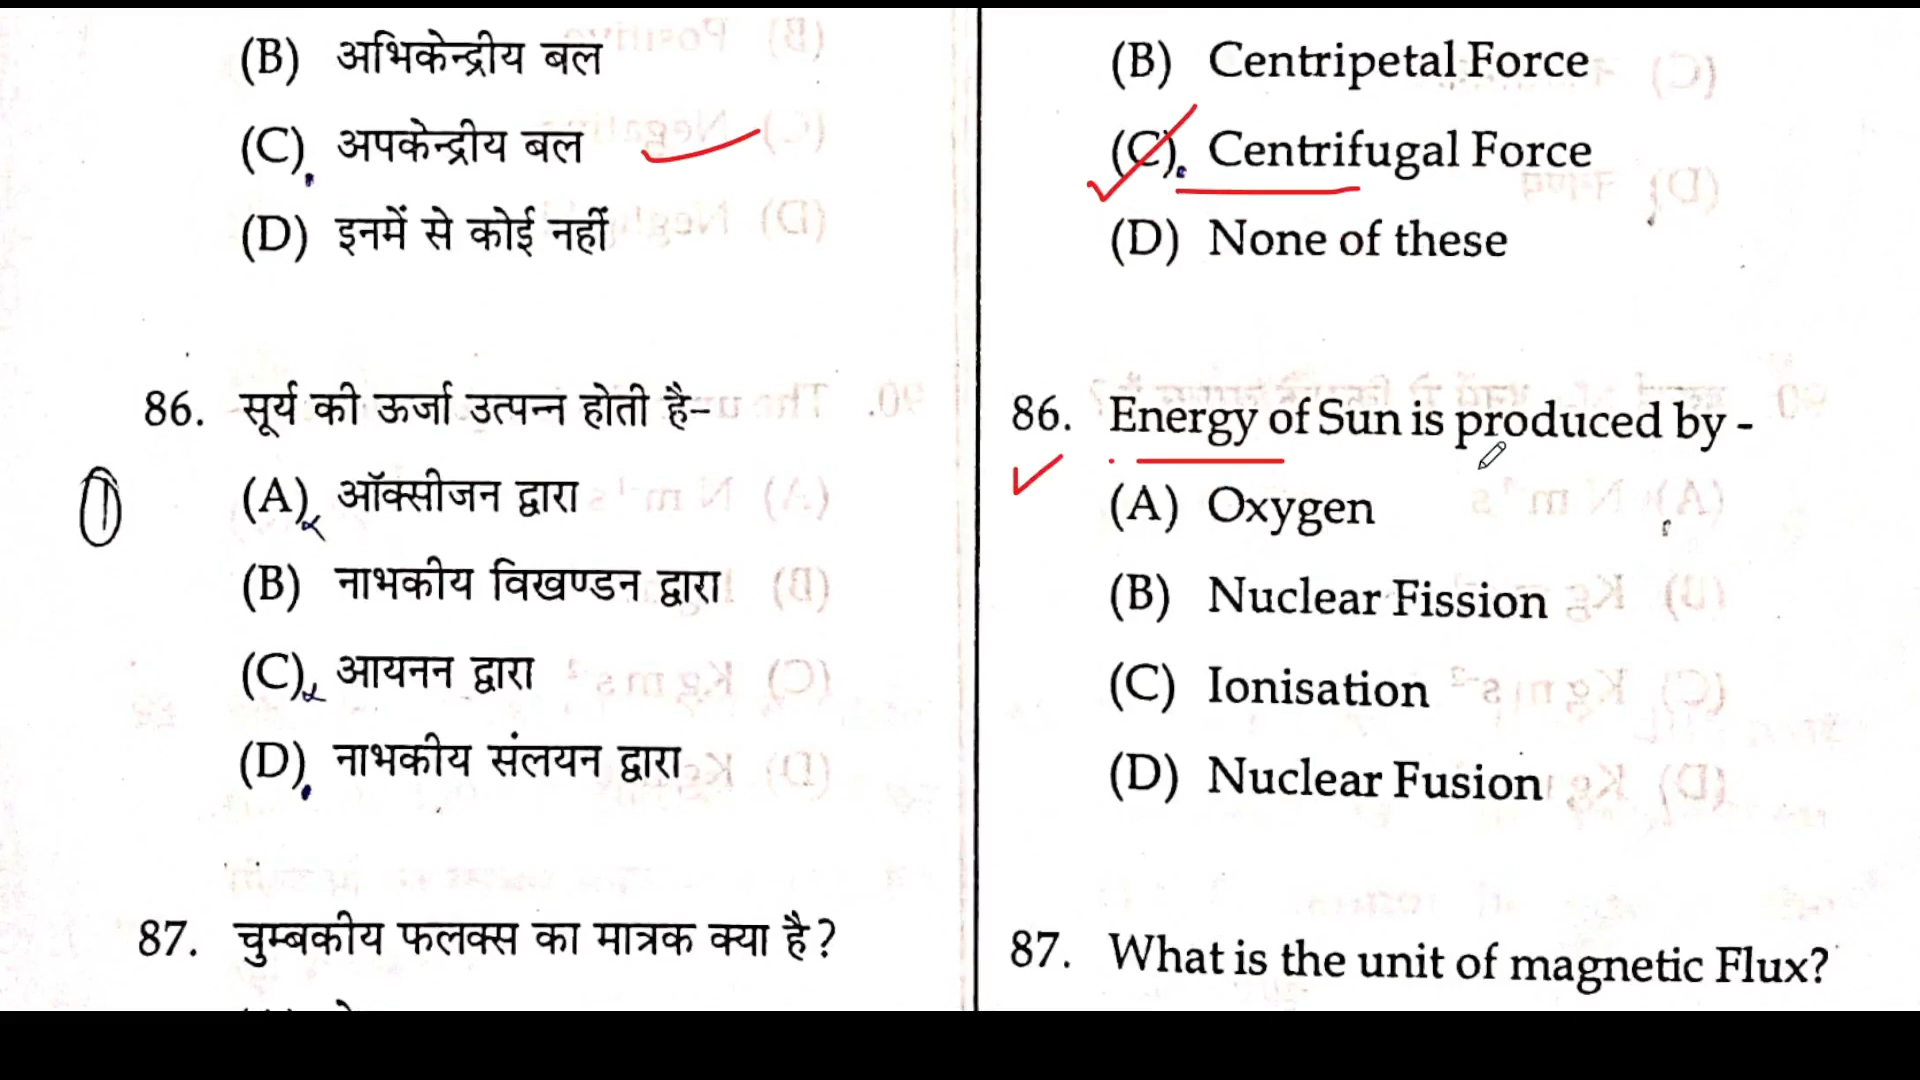 (B) अभिकेन्द्रीय बल
(C) अपकेन्द्रीय बल
(D) इनमें से कोई नहीं
86. सूर्य की ऊर्जा उत्पन्न होती है-
(A) ऑक्सीजन द्वारा
(B) नाभकीय विखण्डन द्वारा
(C) आयनन द्वारा
(D) नाभकीय संलयन द्वारा
87. चुम्बकीय फलक्स का मात्रक क्या है?
(B) Centripetal Force
(C) Centrifugal Force
(D) None of these
86. Energy of Sun is produced by -
(A) Oxygen
(B) Nuclear Fission
(C) Ionisation
(D) Nuclear Fusion
87. What is the unit of magnetic Flux?